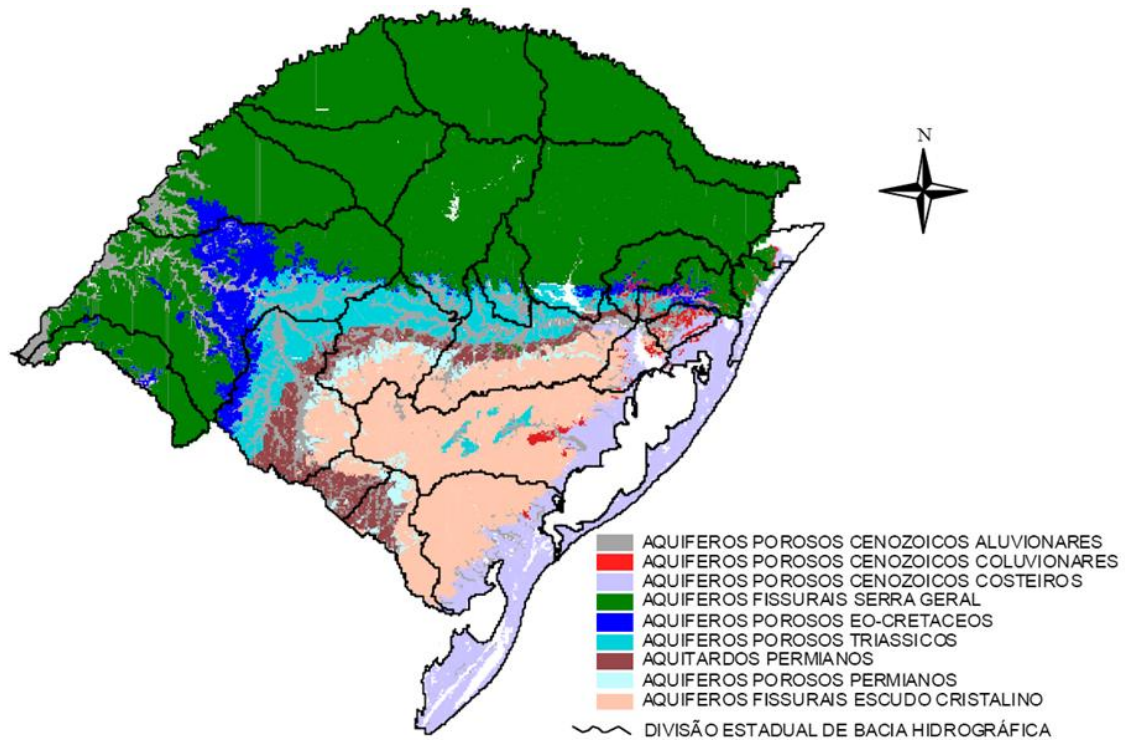 N
AQUIFEROS POROSOS CENOZOICOS ALUVIONARES
AQUIFEROS POROSOS CENOZOICOS COLUVIONARES
AQUIFEROS POROSOS CENOZOICOS COSTEIROS
AQUIFEROS FISSURAIS SERRA GERAL
AQUIFEROS POROSOS EO-CRETACEOS
AQUIFEROS POROSOS TRIASSICOS
AQUITARDOS PERMIANOS
AQUIFEROS POROSOS PERMIANOS
AQUIFEROS FISSURAIS ESCUDO CRISTALINO
DIVISÃO ESTADUAL DE BACIA HIDROGRÁFICA